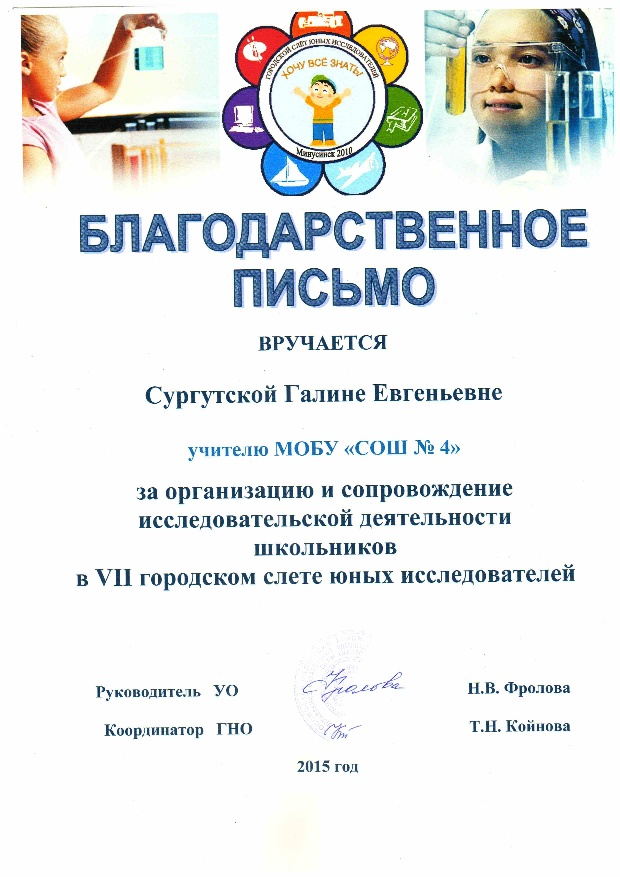 ГОРОДСКОЙ СЛЁТ ЮНЫХ ИССЛЕДОВАТЕЛЕЙ
ХОЧУ ВСЁ ЗНАТЬ!
Минусинск 2010
БЛАГОДАРСТВЕННОЕ
ПИСЬМО
ВРУЧАЕТСЯ
Сургутской Галине Евгеньевне
учителю МОБУ «СОШ № 4»
за организацию и сопровождение
исследовательской деятельности
школьников
в VII городском слете юных исследователей
Руководитель УО Фролова Н.В. Фролова
Координатор ГНО Т.Н. Койнова
2015 год